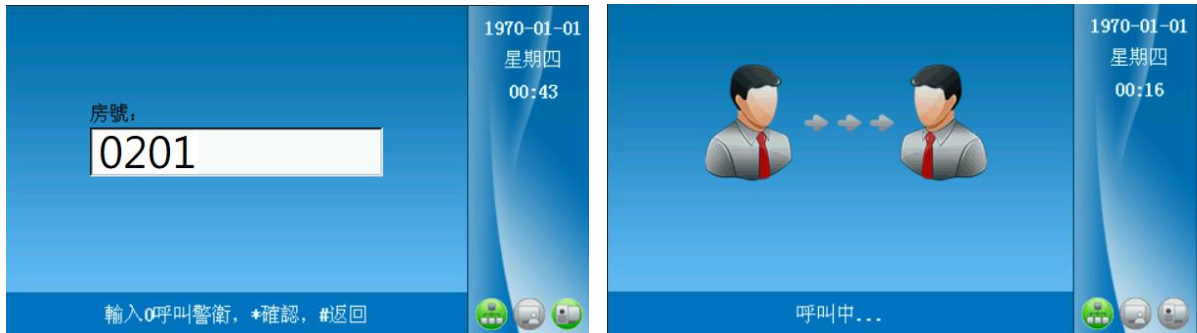 房號：
0201
輸入0呼叫警衛，*確認，#返回
1970-01-01
星期四
00:43
呼叫中...
1970-01-01
星期四
00:16